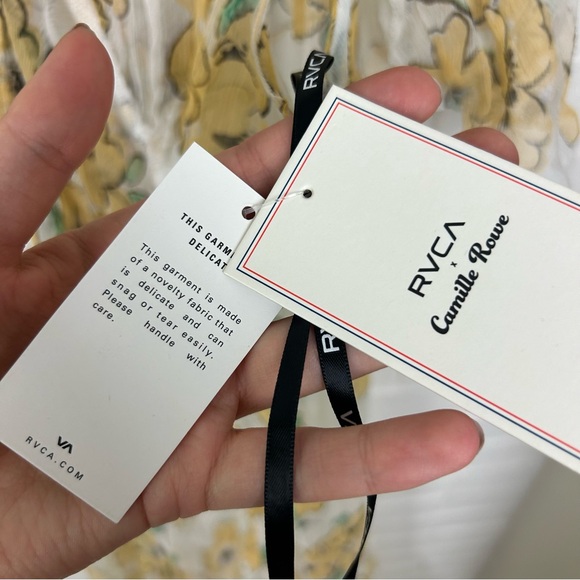 RVCA
THIS GARM
DELICAT
This garment is made
of a novelty fabric that
is delicate and can
snag or tear easily.
Please handle with
care.
VA
RVCA.COM
RVCA
x
Camille Rowe